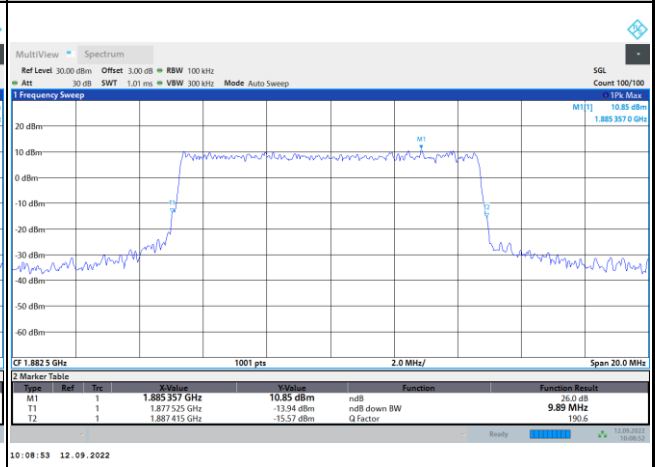 MultiView Spectrum
Ref Level 30.00 dBm Offset 3.00 dB RBW 100 kHz SGL
Att 30 dB SWT 1.01 ms VBW 300 kHz Mode Auto Sweep Count 100/100
1 Frequency Sweep 1Pk Max
M1[1] 10.85 dBm
1.885 357 0 GHz
20 dBm
M1
10 dBm
0 dBm
T1
T2
-10 dBm
-20 dBm
-30 dBm
-40 dBm
-50 dBm
-60 dBm
CF 1.882 5 GHz 1001 pts 2.0 MHz/ Span 20.0 MHz
2 Marker Table
Type Ref Trc X-Value Y-Value Function Function Result
M1 1 1.885 357 GHz 10.85 dBm ndB 26.0 dB
T1 1 1.877 525 GHz -13.94 dBm ndB down BW 9.89 MHz
T2 1 1.887 415 GHz -15.57 dBm Q Factor 190.6
Ready 12.09.2022
10:08:52
10:08:53 12.09.2022